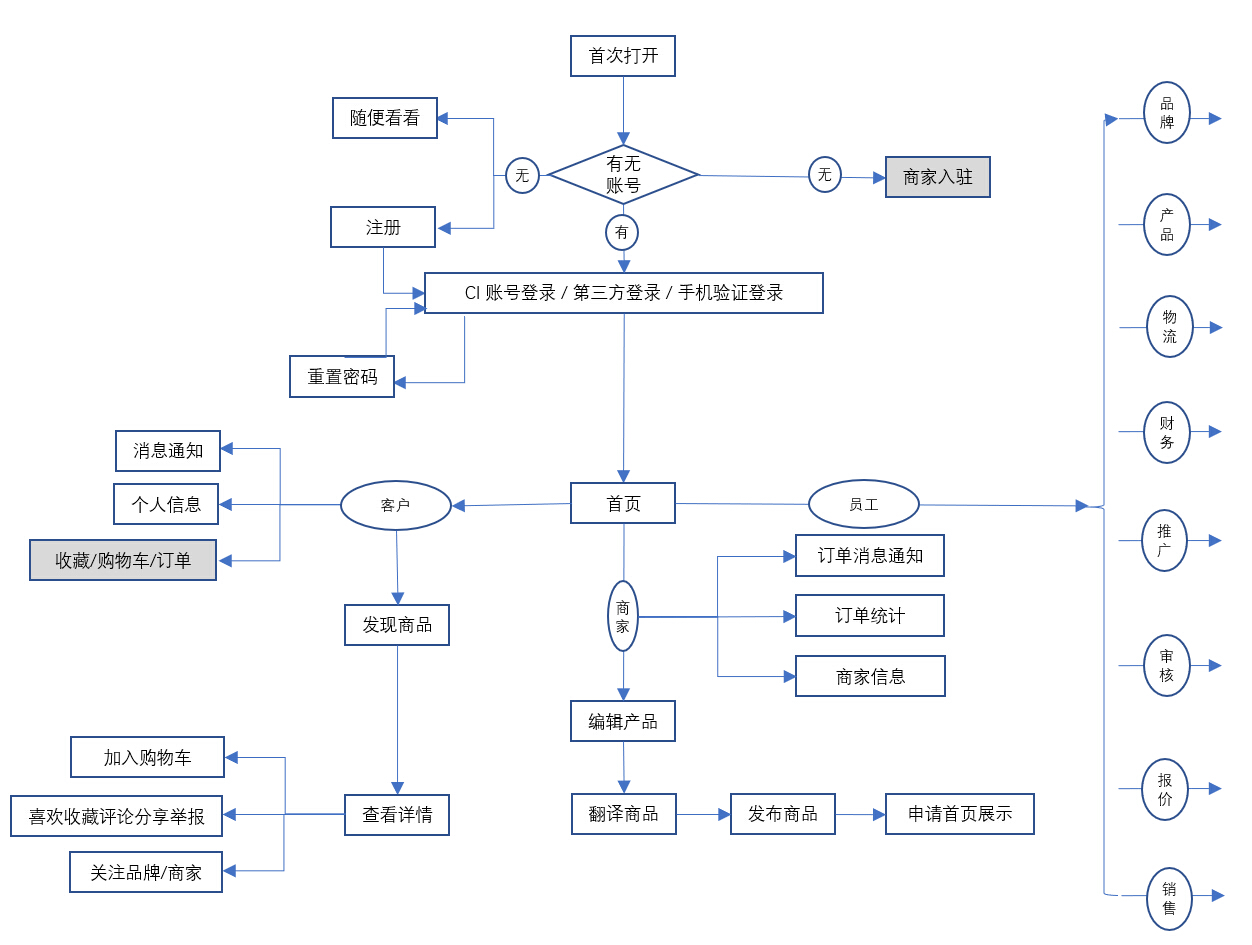 首次打开
随便看看
有无
账号
无
无
商家入驻
注册
有
CI 账号登录 / 第三方登录 / 手机验证登录
重置密码
消息通知
个人信息
收藏/购物车/订单
客户
首页
员工
发现商品
商
家
订单消息通知
订单统计
商家信息
编辑产品
加入购物车
喜欢收藏评论分享举报
关注品牌/商家
查看详情
翻译商品
发布商品
申请首页展示
品
牌
产
品
物
流
财
务
推
广
审
核
报
价
销
售